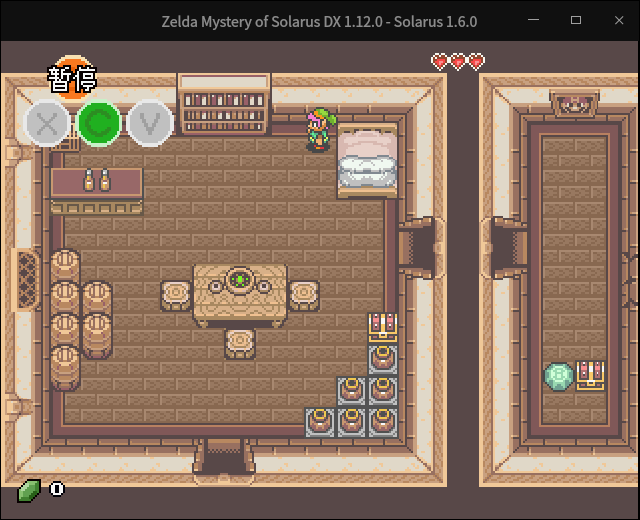 Zelda Mystery of Solarus DX 1.12.0 - Solarus 1.6.0
暂停
X C V
0